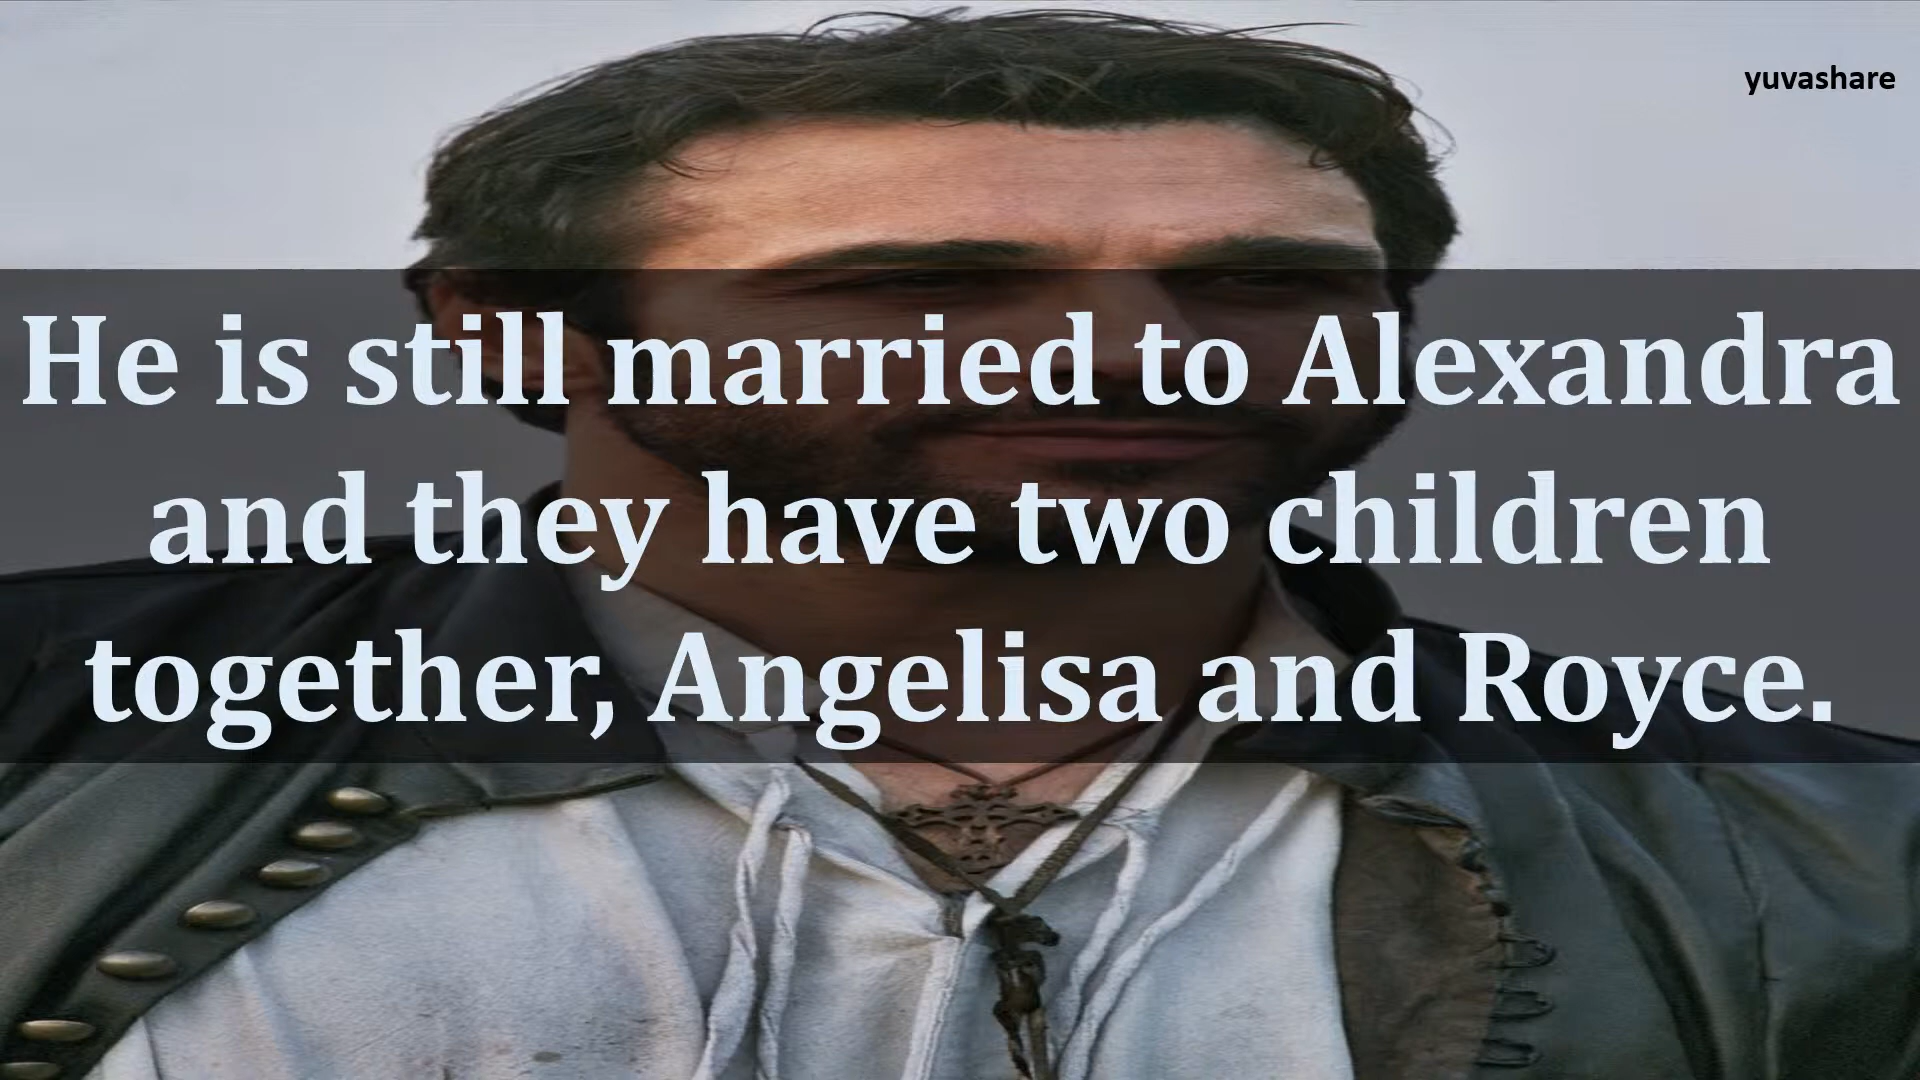 yuvashare
He is still married to Alexandra
and they have two children
together, Angelisa and Royce.